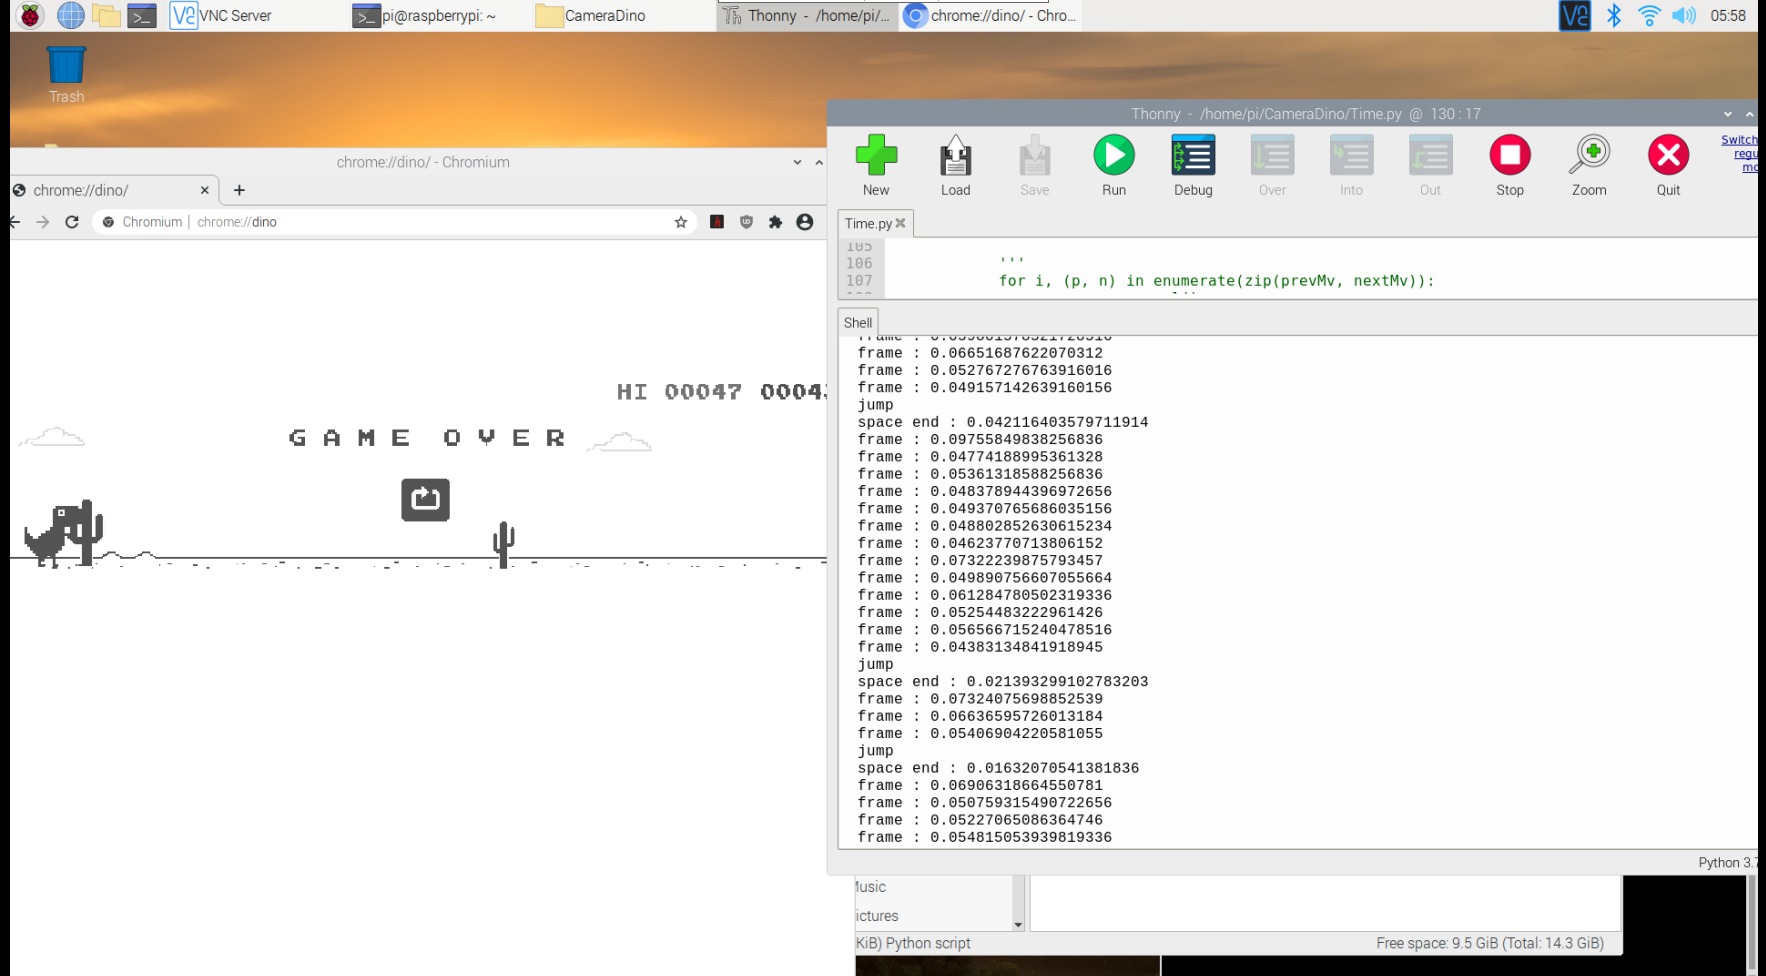 VNC Server
pi@raspberrypi: ~
CameraDino
Thonny - /home/pi/...
chrome://dino/ - Chro...
05:58
Trash
Thonny - /home/pi/CameraDino/Time.py @ 130 : 17
chrome://dino/ - Chromium
New
Load
Save
Run
Debug
Over
Into
Out
Stop
Zoom
Quit
Switch
regu
mo
chrome://dino/
Chromium | chrome://dino
Time.py
105
106 '''
107 for i, (p, n) in enumerate(zip(prevMv, nextMv)):
Shell
HI 00047 0004
GAME OVER
frame : 0.06651687622070312
frame : 0.052767276763916016
frame : 0.049157142639160156
jump
space end : 0.042116403579711914
frame : 0.09755849838256836
frame : 0.04774188995361328
frame : 0.05361318588256836
frame : 0.048378944396972656
frame : 0.049370765686035156
frame : 0.048802852630615234
frame : 0.04623770713806152
frame : 0.07322239875793457
frame : 0.049890756607055664
frame : 0.061284780502319336
frame : 0.05254483222961426
frame : 0.056566715240478516
frame : 0.04383134841918945
jump
space end : 0.021393299102783203
frame : 0.07324075698852539
frame : 0.06636595726013184
frame : 0.05406904220581055
jump
space end : 0.01632070541381836
frame : 0.06906318664550781
frame : 0.050759315490722656
frame : 0.05227065086364746
frame : 0.054815053939819336
Python 3.7
Music
ictures
KiB) Python script
Free space: 9.5 GiB (Total: 14.3 GiB)